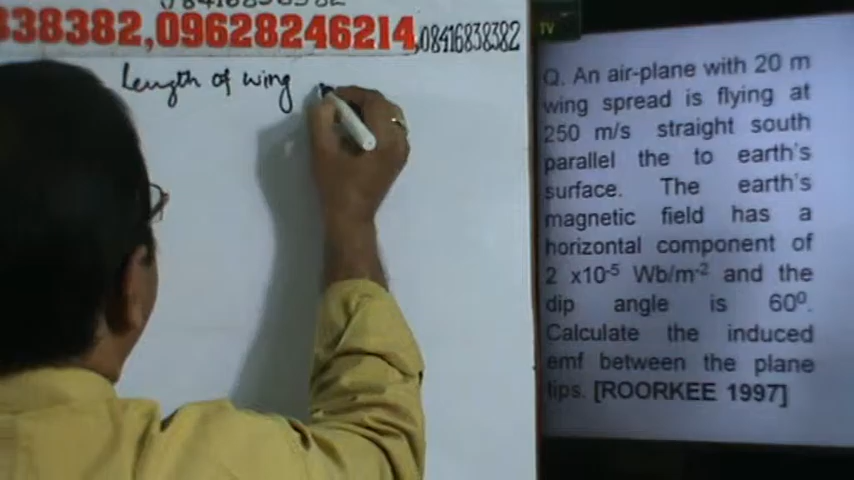 838382,09628246214,08416838382
TV
Length of wing
Q. An air-plane with 20 m
wing spread is flying at
250 m/s straight south
parallel the to earth's
surface. The earth's
magnetic field has a
horizontal component of
2 x10⁻⁵ Wb/m⁻² and the
dip angle is 60⁰.
Calculate the induced
emf between the plane
tips. [ROORKEE 1997]